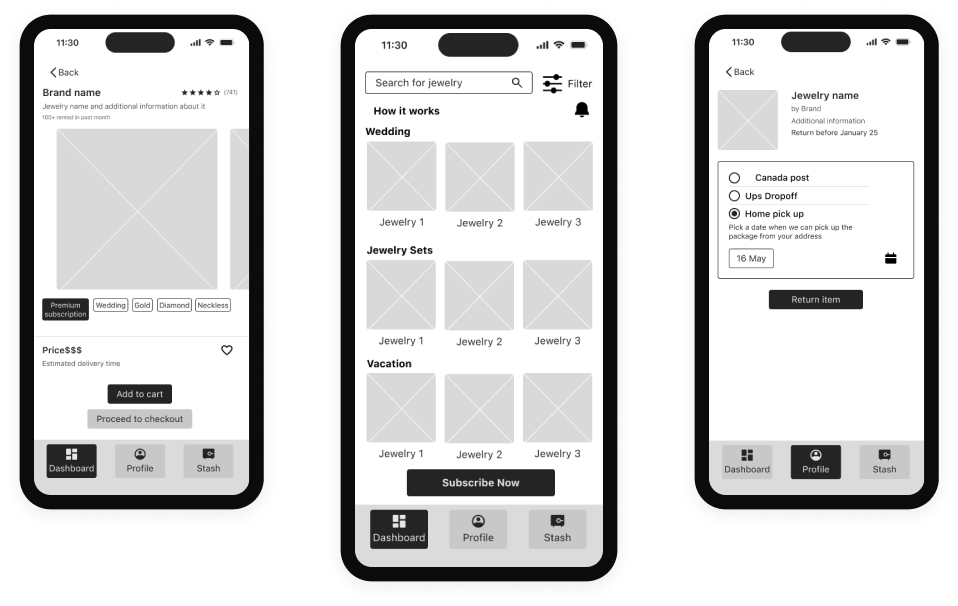 11:30
Back
Brand name
(741)
Jewelry name and additional information about it
100+ rented in past month
Premium subscription
Wedding
Gold
Diamond
Neckless
Price$$$
Estimated delivery time
Add to cart
Proceed to checkout
Dashboard
Profile
Stash
11:30
Search for jewelry
Filter
How it works
Wedding
Jewelry 1
Jewelry 2
Jewelry 3
Jewelry Sets
Jewelry 1
Jewelry 2
Jewelry 3
Vacation
Jewelry 1
Jewelry 2
Jewelry 3
Subscribe Now
Dashboard
Profile
Stash
11:30
Back
Jewelry name
by Brand
Additional information
Return before January 25
Canada post
Ups Dropoff
Home pick up
Pick a date when we can pick up the
package from your address
16 May
Return item
Dashboard
Profile
Stash